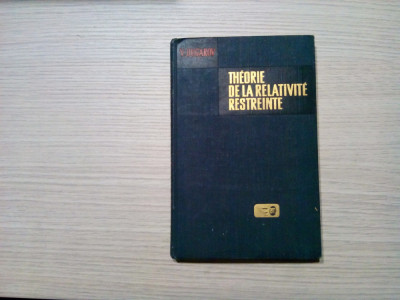 THÉORIE
DE LA RELATIVITÉ
RESTREINTE